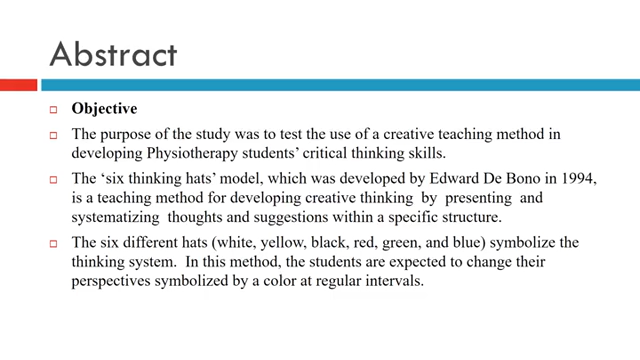 Abstract
Objective
The purpose of the study was to test the use of a creative teaching method in
developing Physiotherapy students' critical thinking skills.
The 'six thinking hats' model, which was developed by Edward De Bono in 1994,
is a teaching method for developing creative thinking by presenting and
systematizing thoughts and suggestions within a specific structure.
The six different hats (white, yellow, black, red, green, and blue) symbolize the
thinking system. In this method, the students are expected to change their
perspectives symbolized by a color at regular intervals.